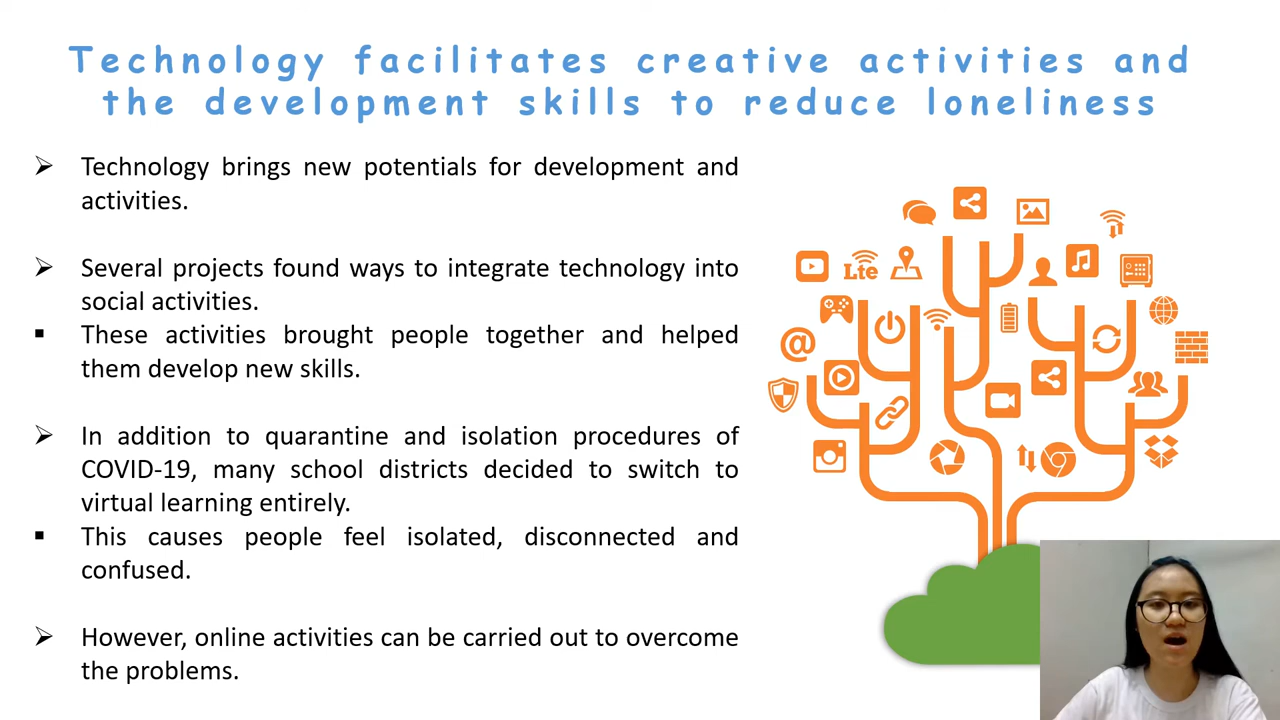 Technology facilitates creative activities and
the development skills to reduce loneliness
Technology brings new potentials for development and
activities.
Several projects found ways to integrate technology into
social activities.
These activities brought people together and helped
them develop new skills.
In addition to quarantine and isolation procedures of
COVID-19, many school districts decided to switch to
virtual learning entirely.
This causes people feel isolated, disconnected and
confused.
However, online activities can be carried out to overcome
the problems.
Lte
@